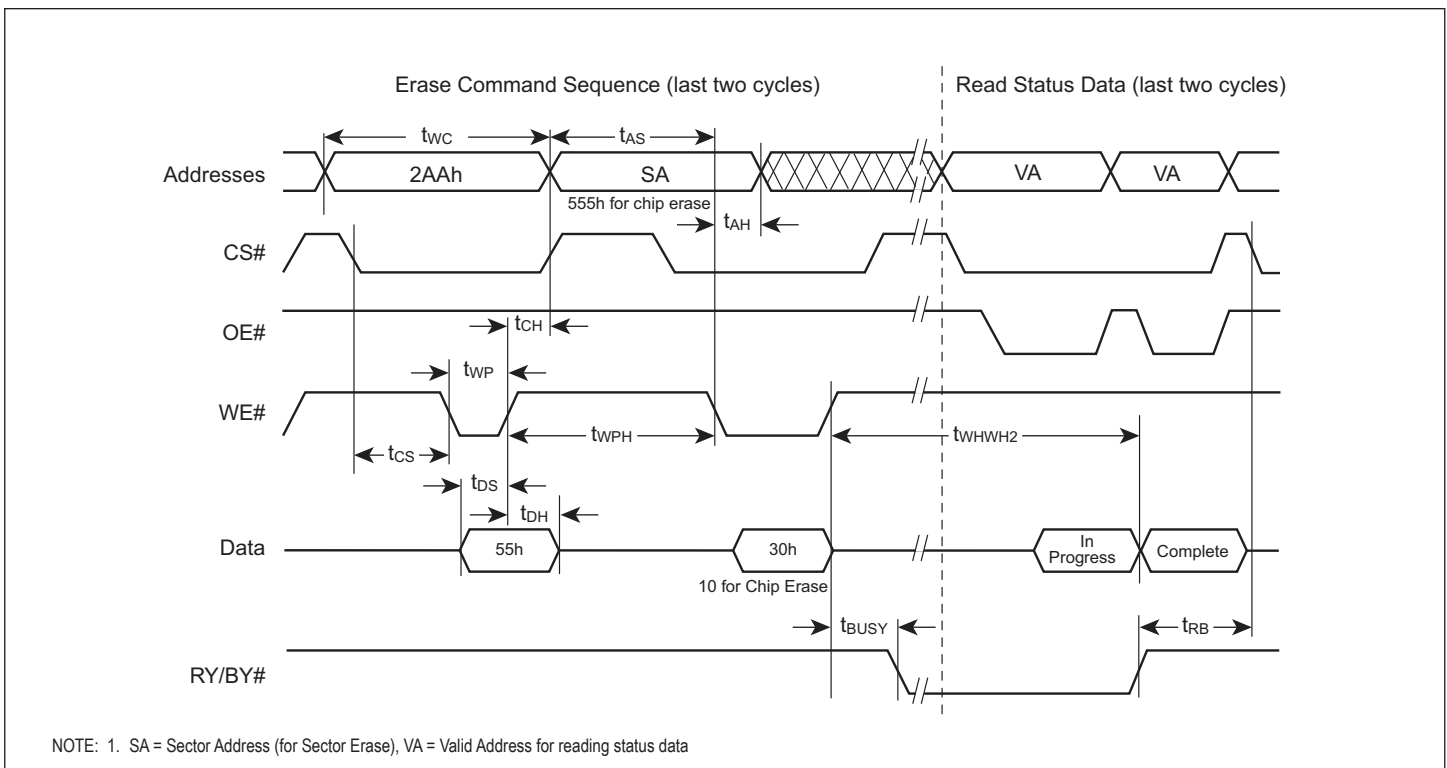 Erase Command Sequence (last two cycles)
Read Status Data (last two cycles)
tWC
tAS
Addresses
2AAh
SA
VA
VA
555h for chip erase
tAH
CS#
tCH
OE#
tWP
WE#
tWPH
tWHWH2
tCS
tDS
tDH
Data
55h
30h
In
Progress
Complete
10 for Chip Erase
tBUSY
tRB
RY/BY#
NOTE: 1. SA = Sector Address (for Sector Erase), VA = Valid Address for reading status data